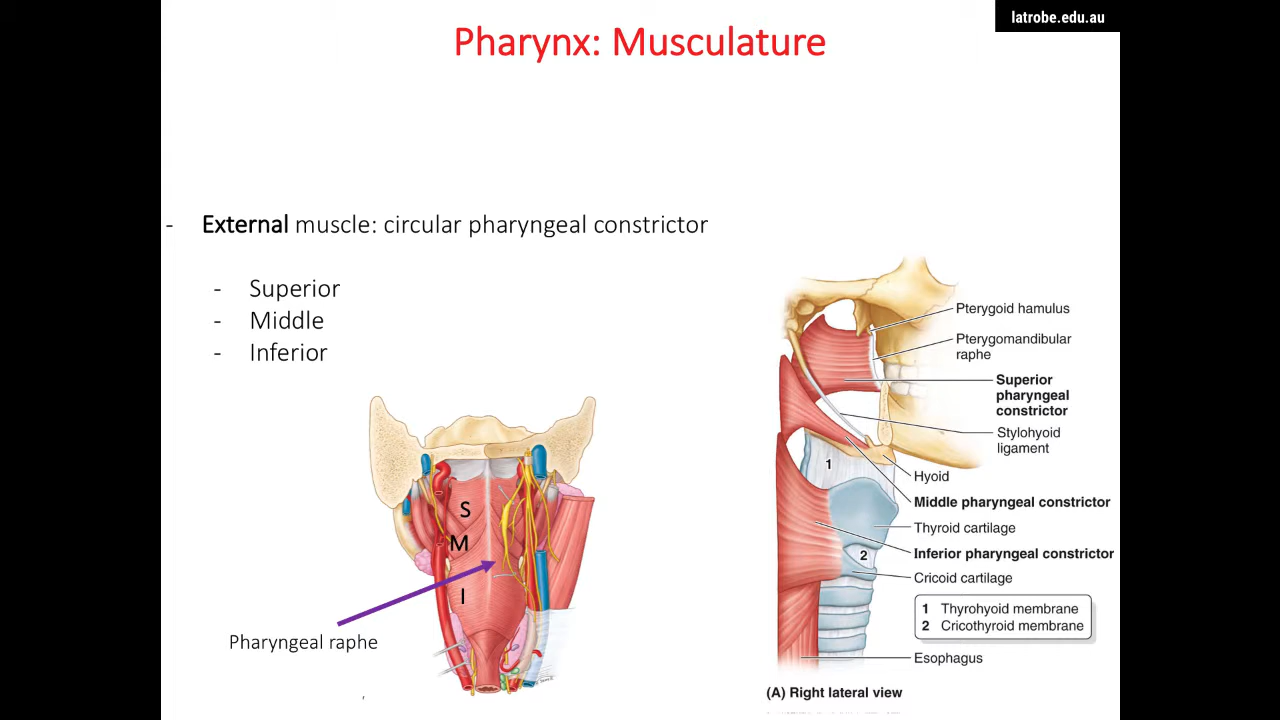 latrobe.edu.au
Pharynx: Musculature
- External muscle: circular pharyngeal constrictor
- Superior
- Middle
- Inferior
S
M
I
Pharyngeal raphe
Pterygoid hamulus
Pterygomandibular
raphe
Superior
pharyngeal
constrictor
Stylohyoid
ligament
1
Hyoid
Middle pharyngeal constrictor
Thyroid cartilage
Inferior pharyngeal constrictor
2
Cricoid cartilage
1 Thyrohyoid membrane
2 Cricothyroid membrane
Esophagus
(A) Right lateral view